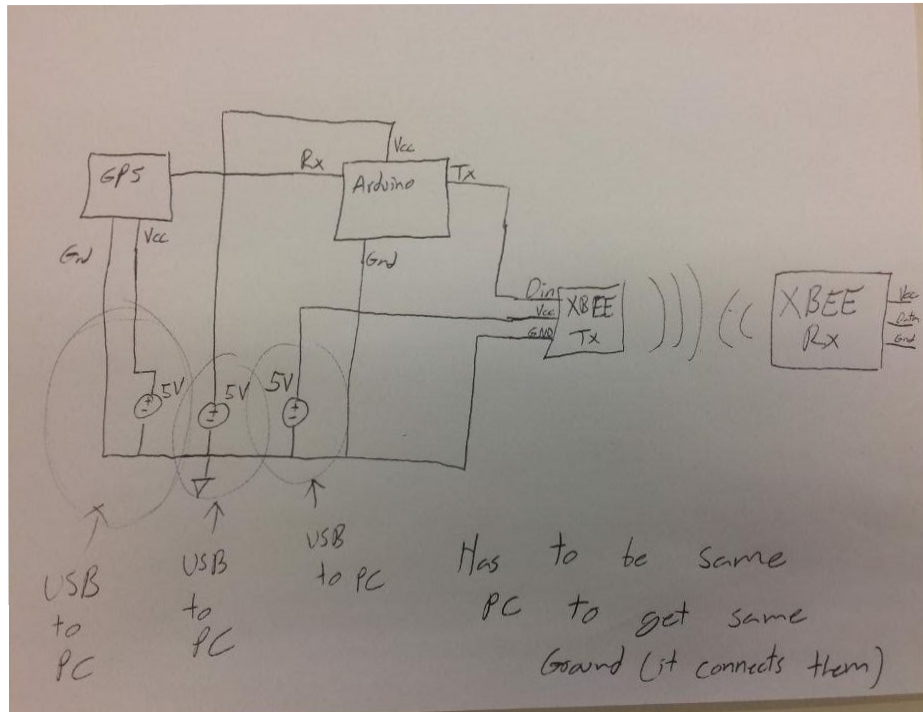 GPS
Rx
Vcc
Arduino
Tx
Gnd
Vcc
Gnd
Din
Vcc
GND
XBEE
Tx
XBEE
Rx
Vcc
Data
Gnd
5V
5V
5V
USB
to
PC
USB
to
PC
USB
to PC
Has to be same
PC to get same
Ground (it connects them)